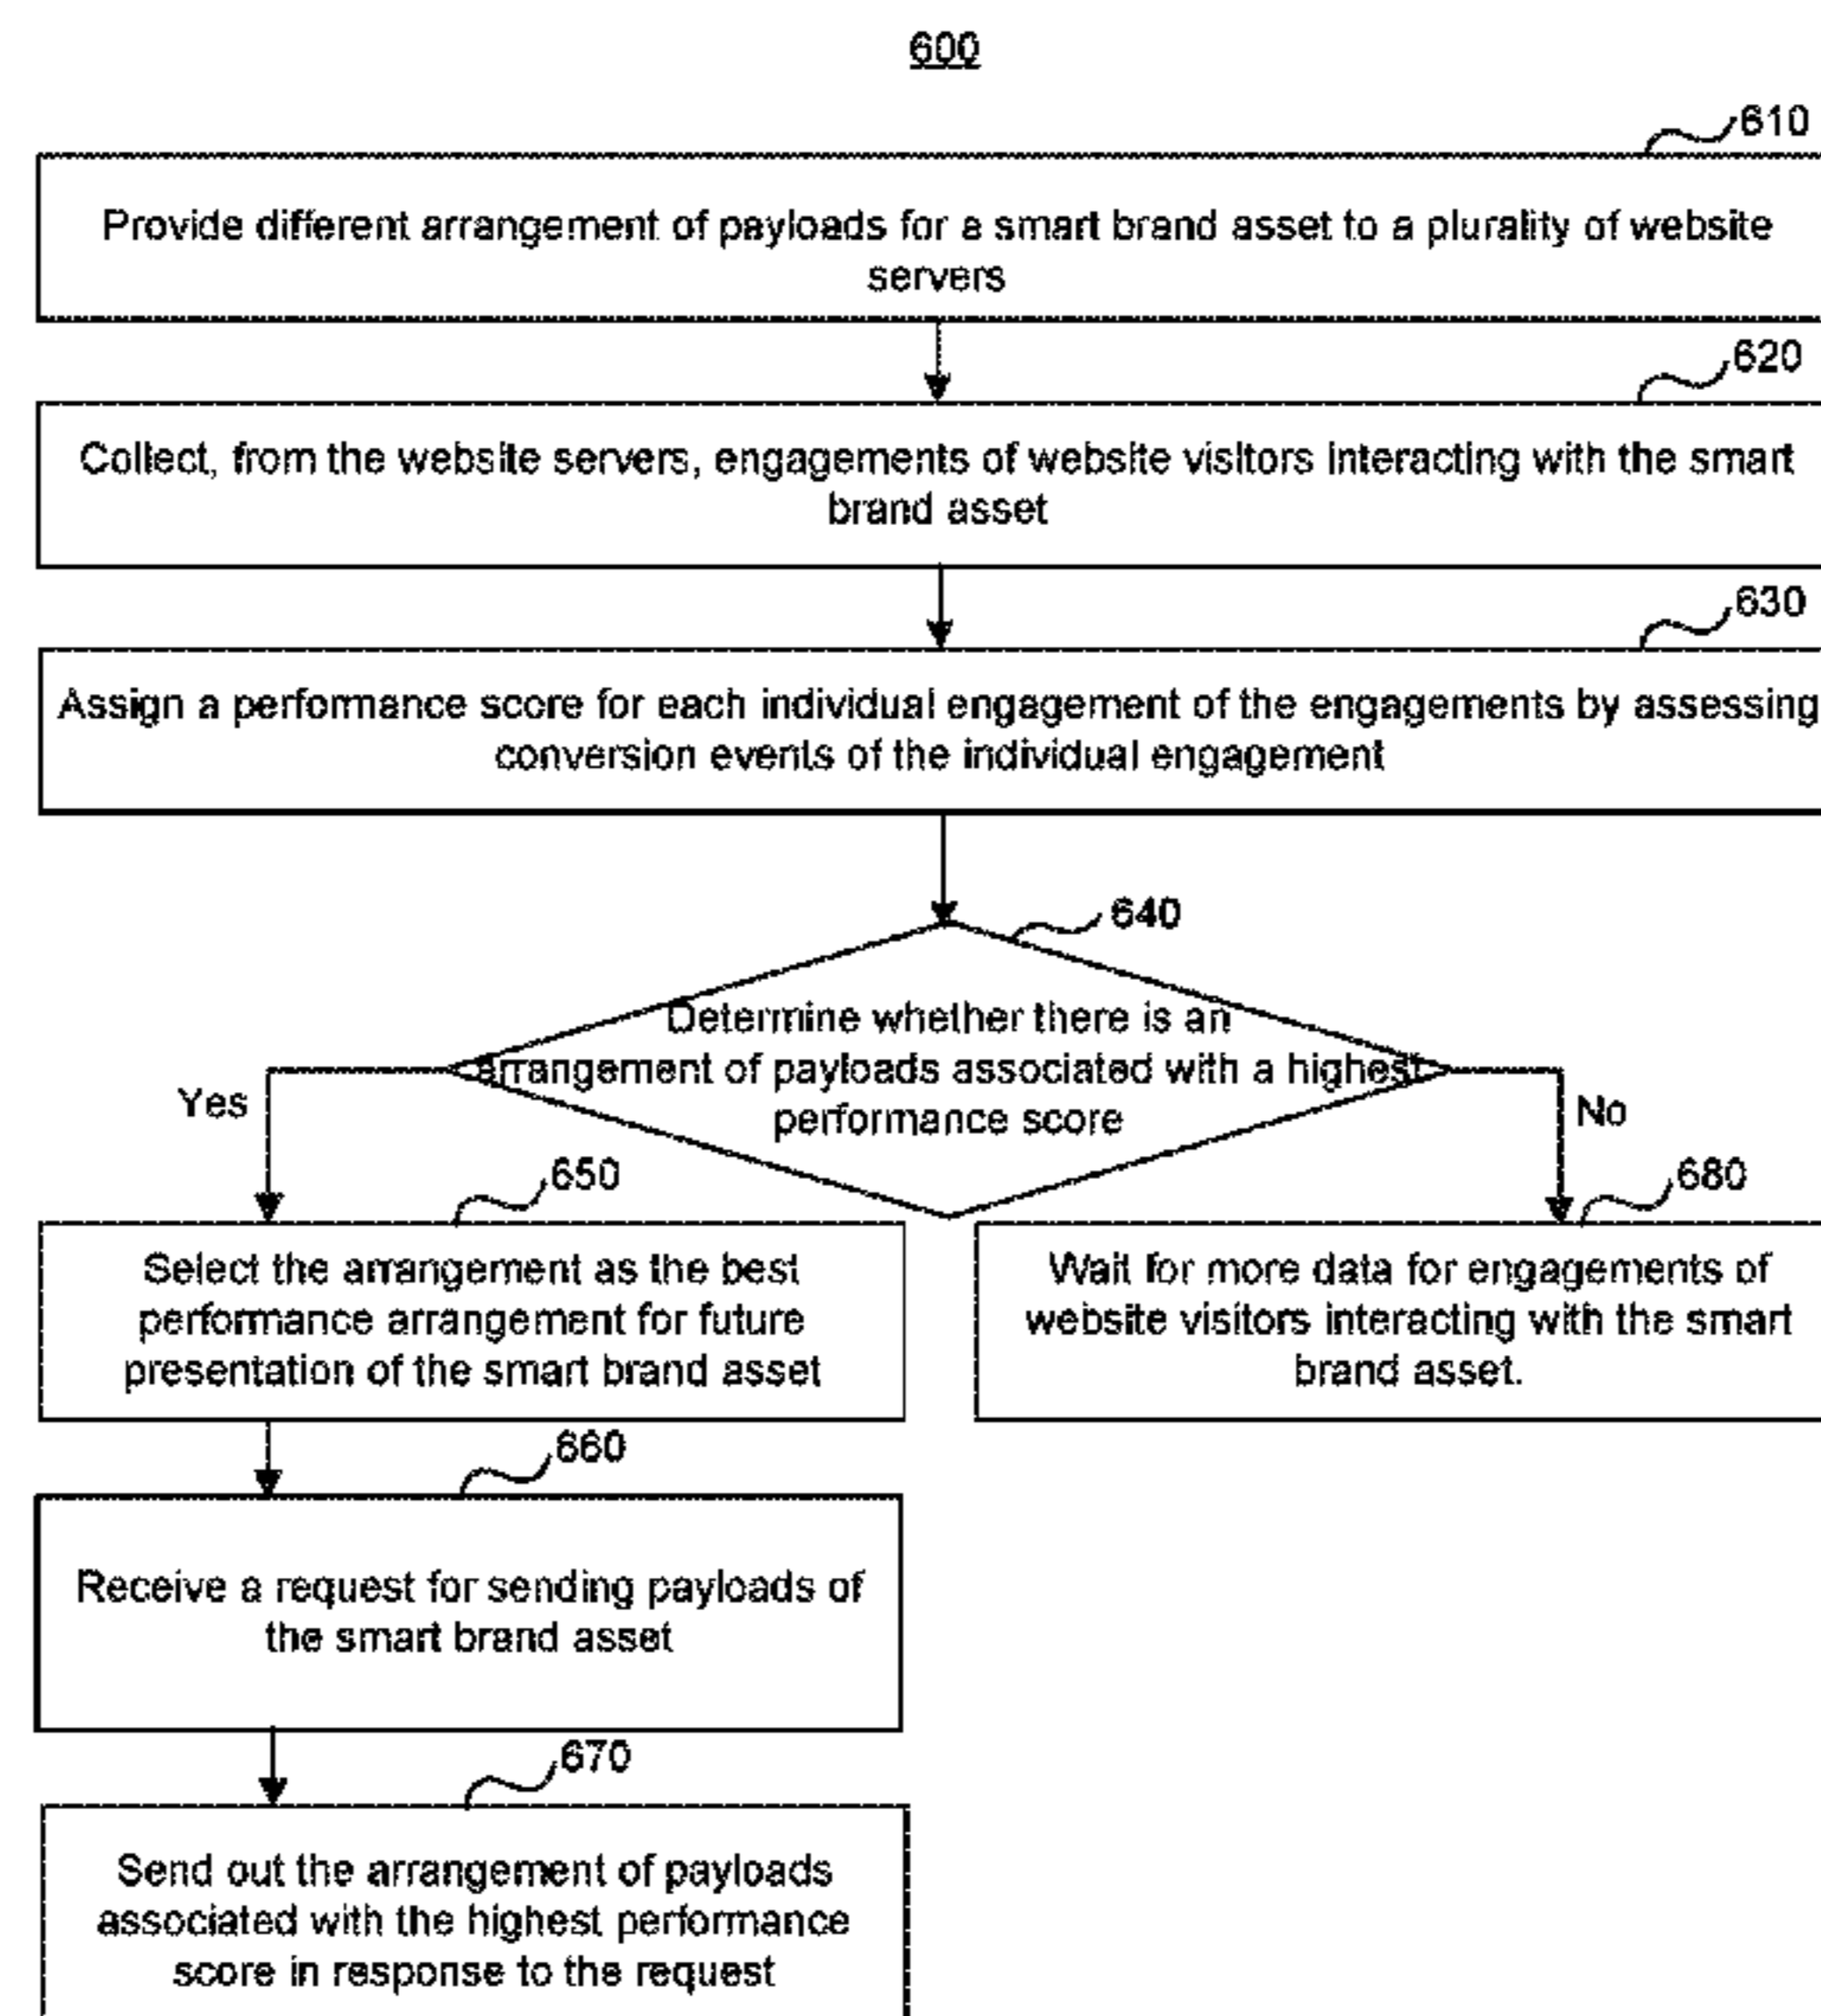 600
610
Provide different arrangement of payloads for a smart brand asset to a plurality of website
servers
620
Collect, from the website servers, engagements of website visitors interacting with the smart
brand asset
630
Assign a performance score for each individual engagement of the engagements by assessing
conversion events of the individual engagement
640
Determine whether there is an
arrangement of payloads associated with a highest
performance score
Yes
No
650
Select the arrangement as the best
performance arrangement for future
presentation of the smart brand asset
680
Wait for more data for engagements of
website visitors interacting with the smart
brand asset.
660
Receive a request for sending payloads of
the smart brand asset
670
Send out the arrangement of payloads
associated with the highest performance
score in response to the request